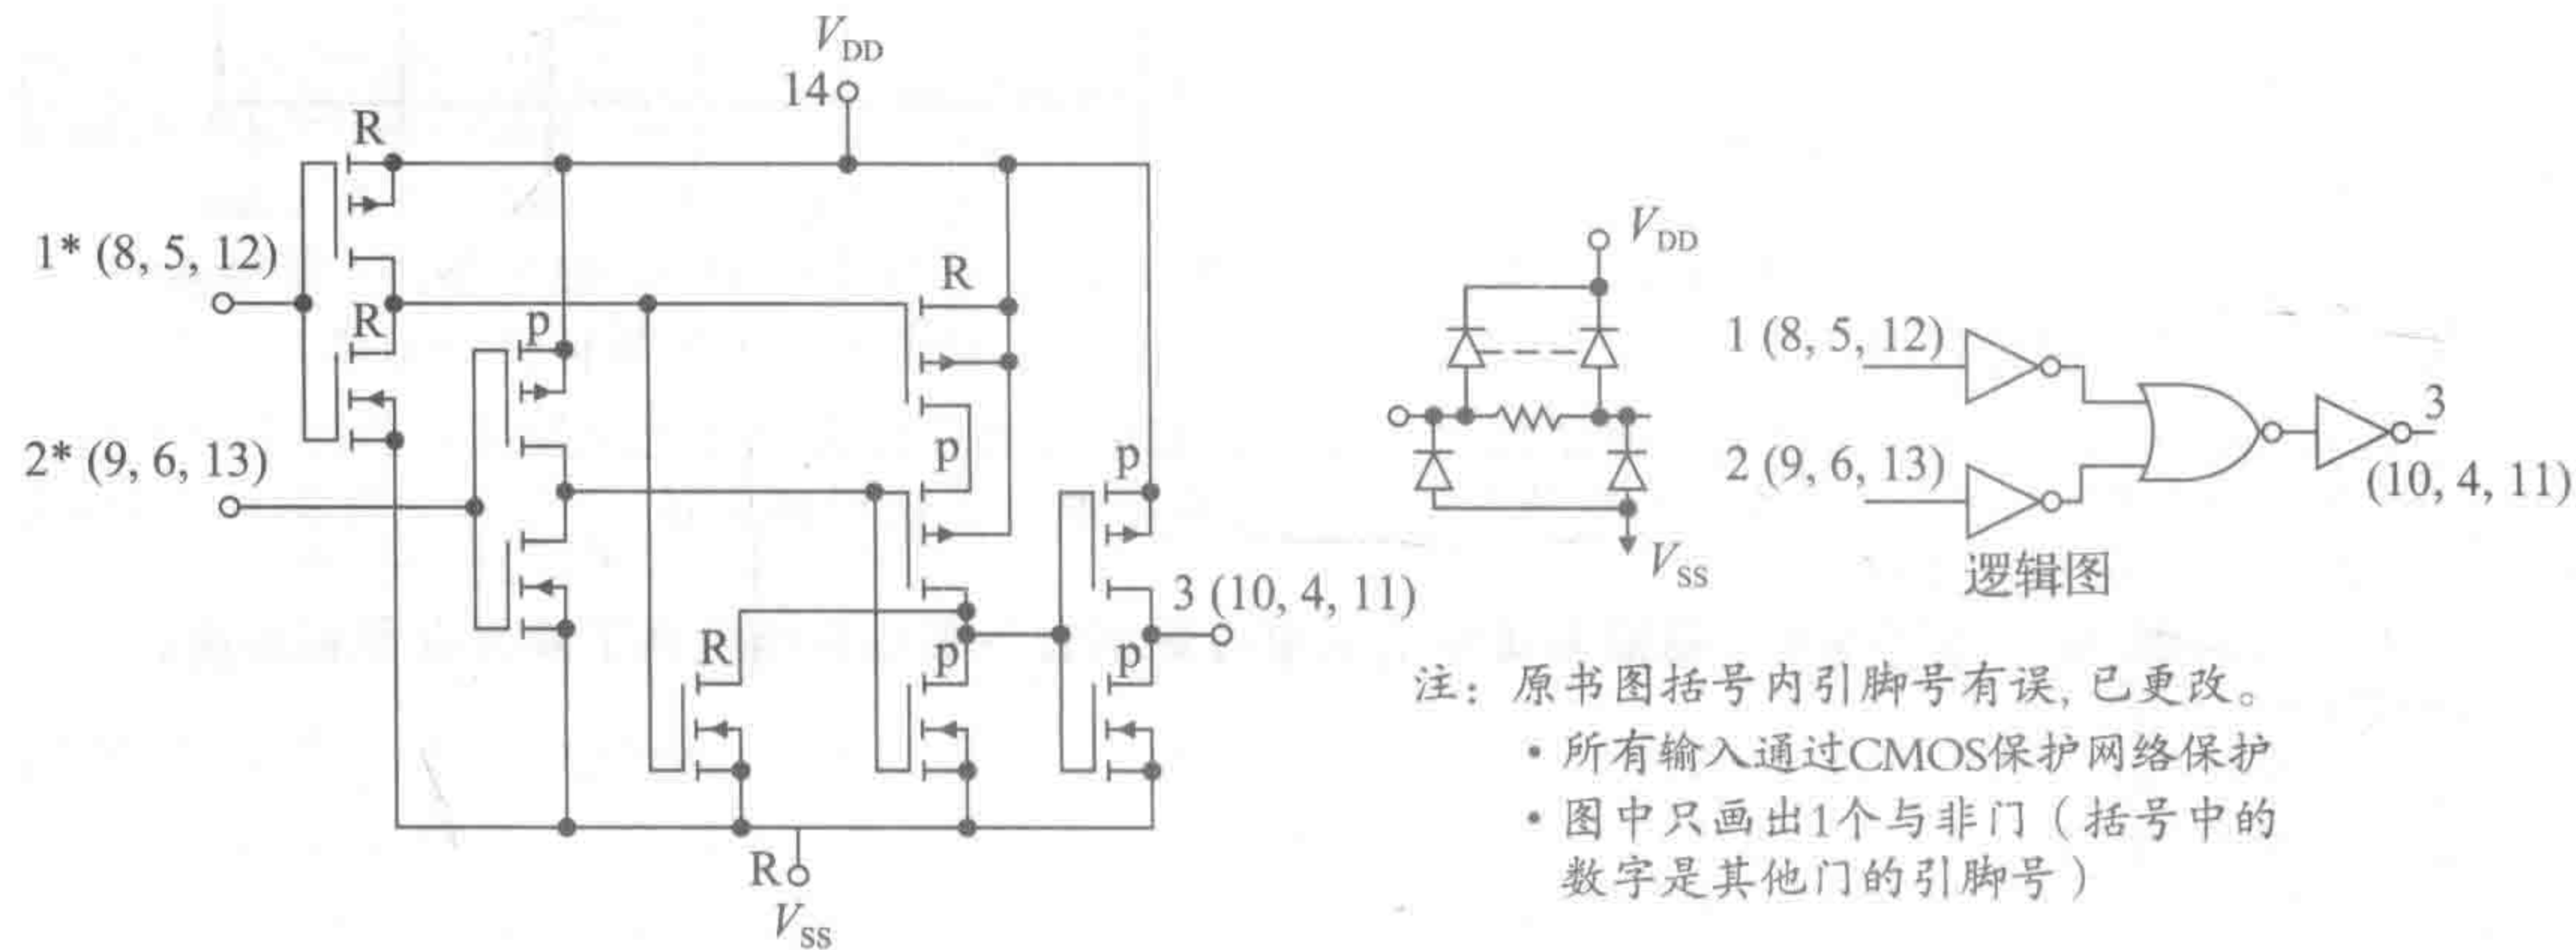 V_DD
14
R
1* (8, 5, 12)
R
R
p
2* (9, 6, 13)
p
p
3 (10, 4, 11)
R
p
p
R
V_SS
V_DD
V_SS
1 (8, 5, 12)
2 (9, 6, 13)
3
(10, 4, 11)
逻辑图
注：原书图括号内引脚号有误，已更改。
• 所有输入通过CMOS保护网络保护
• 图中只画出1个与非门（括号中的
数字是其他门的引脚号）